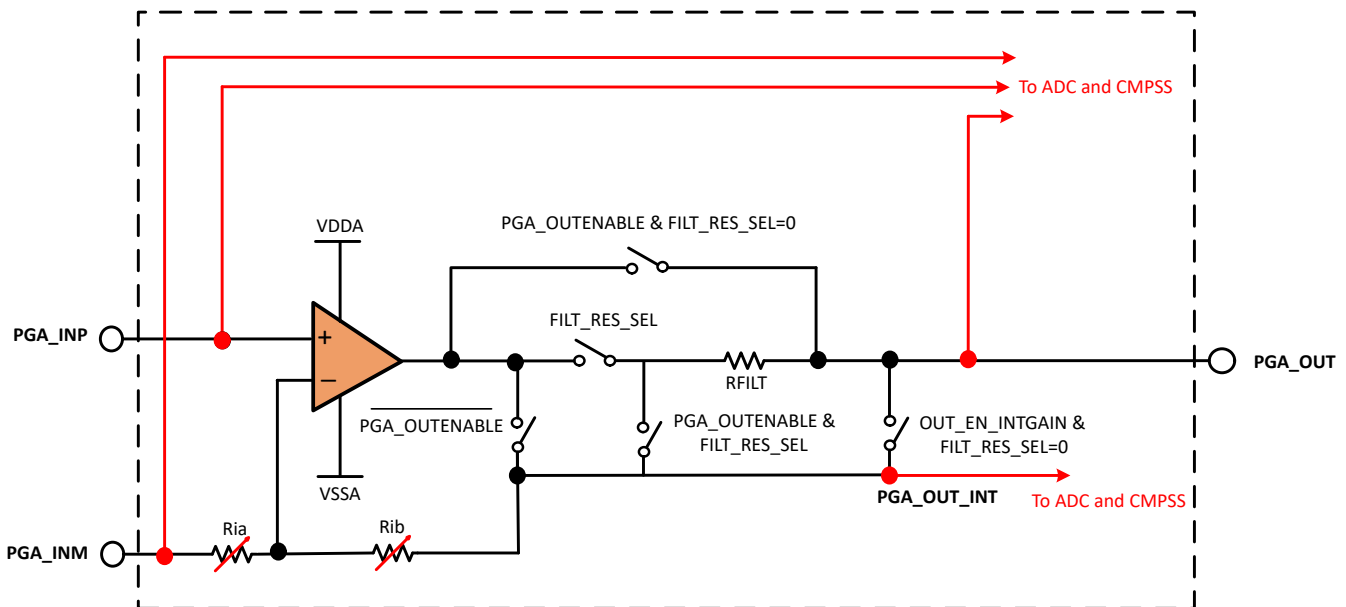 To ADC and CMPSS
VDDA
PGA_OUTENABLE & FILT_RES_SEL=0
PGA_INP
+
−
FILT_RES_SEL
RFILT
PGA_OUT
PGA_OUTENABLE
PGA_OUTENABLE &
FILT_RES_SEL
OUT_EN_INTGAIN &
FILT_RES_SEL=0
VSSA
PGA_OUT_INT
To ADC and CMPSS
PGA_INM
Ria
Rib